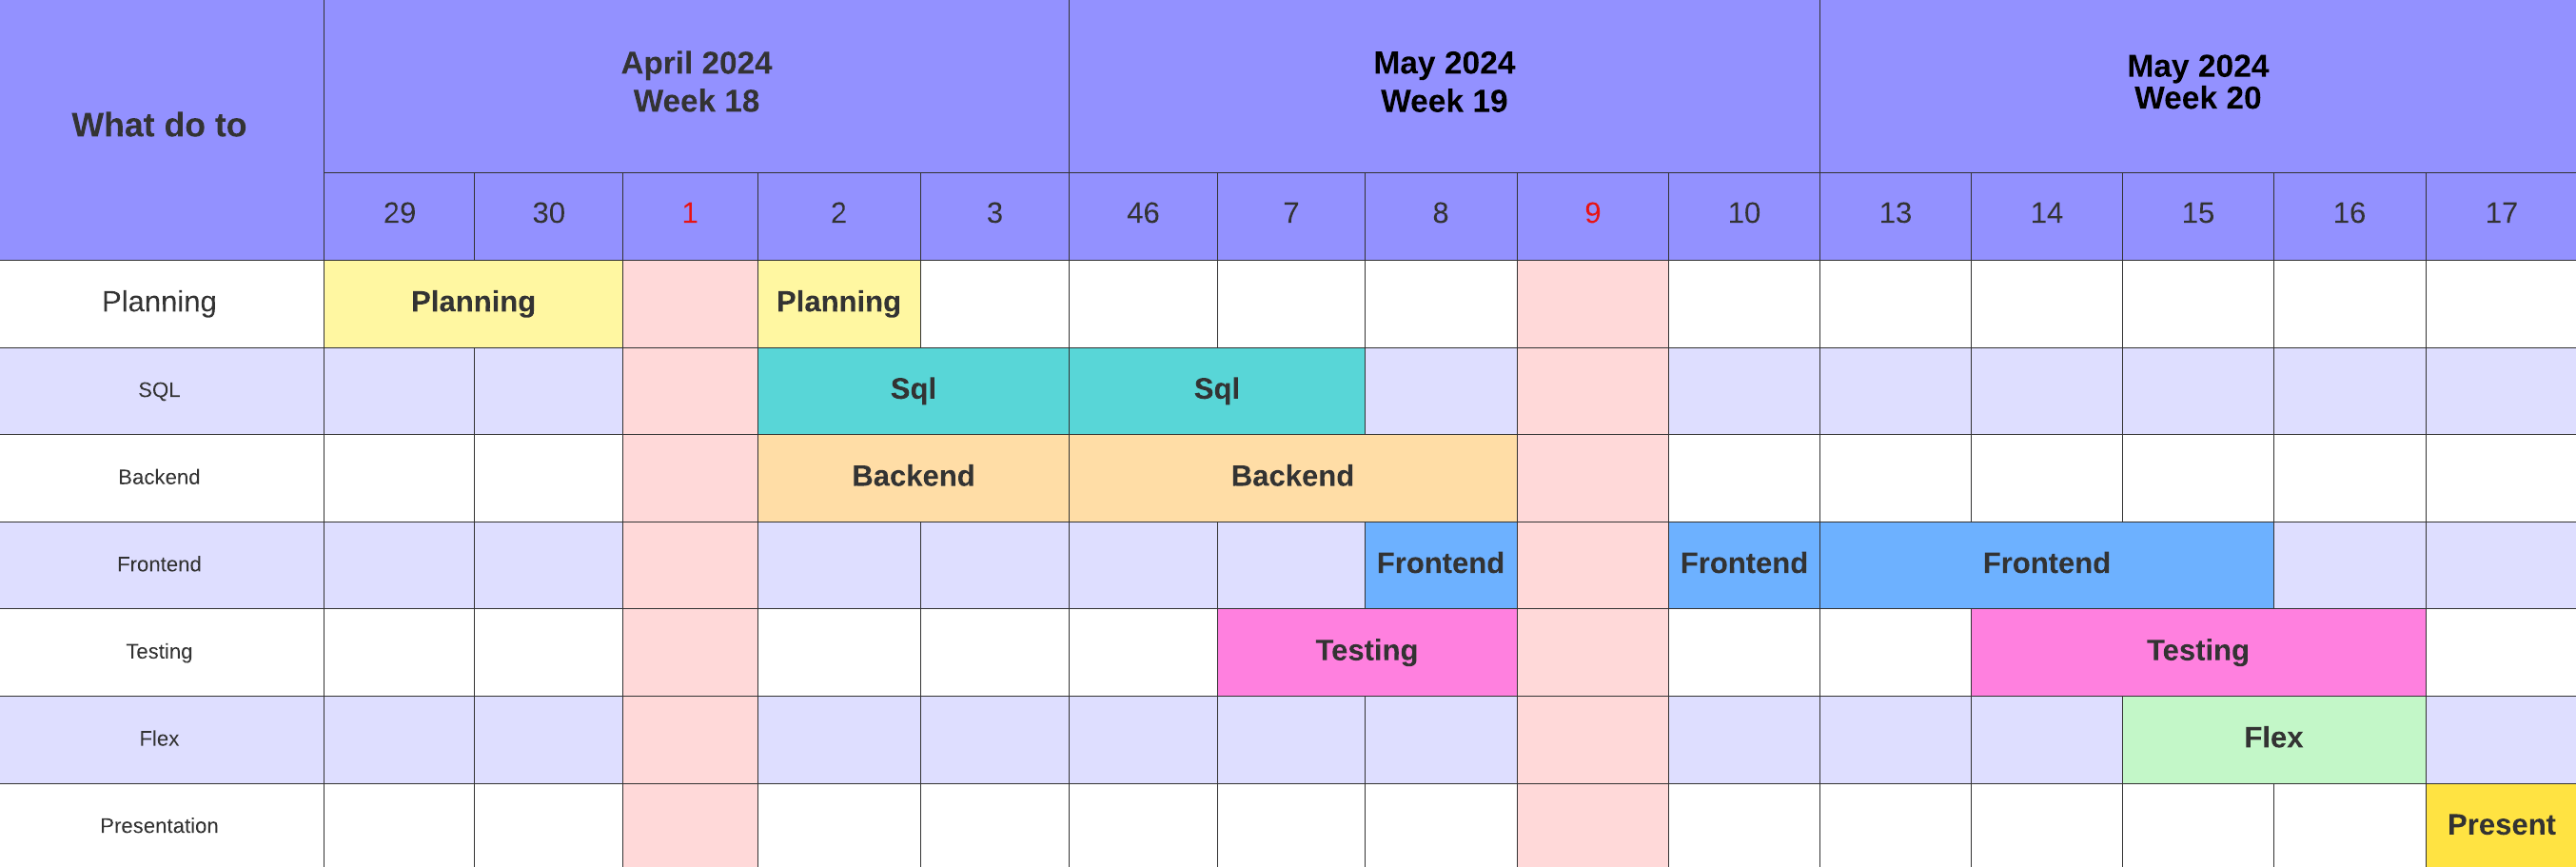 What do to
April 2024
Week 18
May 2024
Week 19
May 2024
Week 20
29 30 1 2 3 46 7 8 9 10 13 14 15 16 17
Planning Planning Planning
SQL Sql Sql
Backend Backend Backend
Frontend Frontend Frontend Frontend
Testing Testing Testing
Flex Flex
Presentation Present